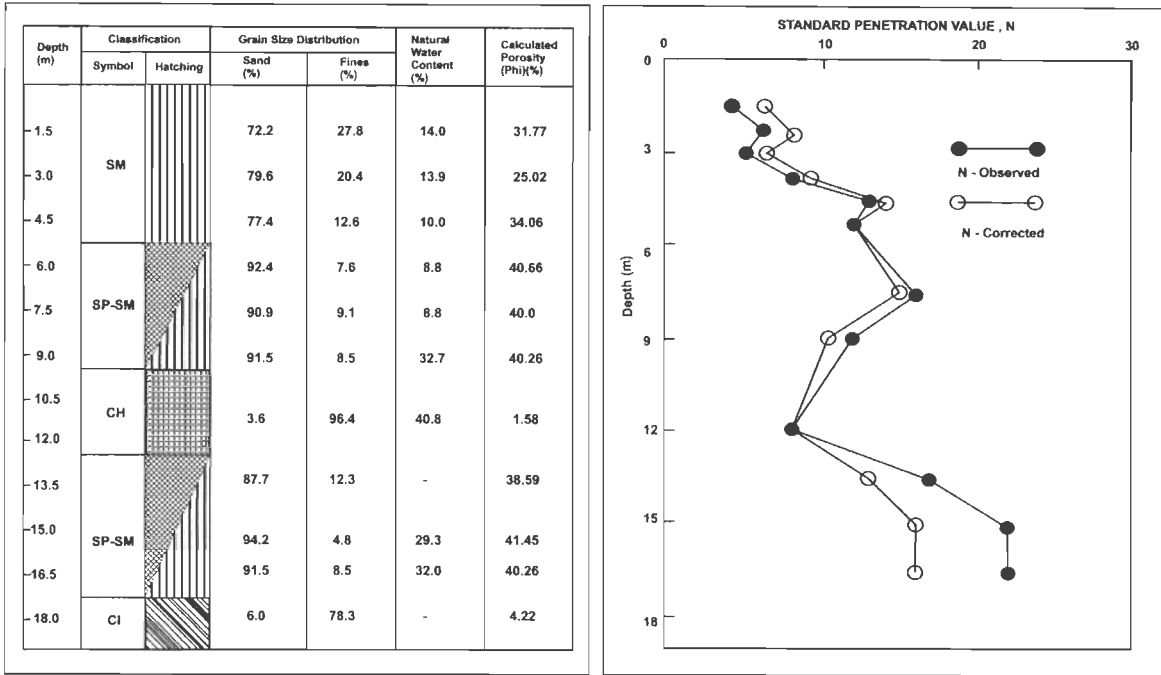 Depth (m) Classification Grain Size Distribution Natural Water Content (%) Calculated Porosity (Phi)(%)
Symbol Hatching Sand (%) Fines (%)
1.5 72.2 27.8 14.0 31.77
SM
3.0 79.6 20.4 13.9 25.02
4.5 77.4 12.6 10.0 34.06
6.0 92.4 7.6 8.8 40.66
SP-SM
7.5 90.9 9.1 8.8 40.0
9.0 91.5 8.5 32.7 40.26
10.5
CH 3.6 96.4 40.8 1.58
12.0
13.5 87.7 12.3 - 38.59
15.0 94.2 4.8 29.3 41.45
SP-SM
16.5 91.5 8.5 32.0 40.26
18.0 CI 6.0 78.3 - 4.22
STANDARD PENETRATION VALUE , N
0 10 20 30
0
3
6
9
12
15
18
Depth (m)
N - Observed
N - Corrected